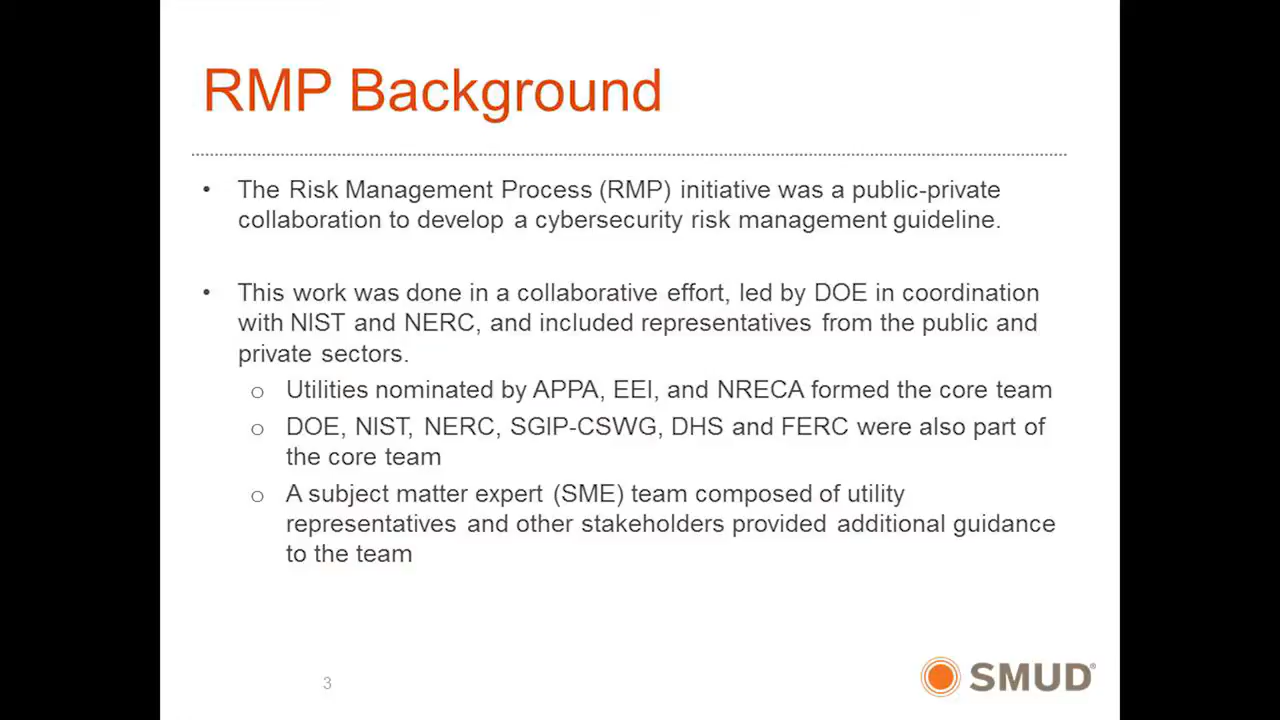 RMP Background
• The Risk Management Process (RMP) initiative was a public-private
collaboration to develop a cybersecurity risk management guideline.
• This work was done in a collaborative effort, led by DOE in coordination
with NIST and NERC, and included representatives from the public and
private sectors.
o Utilities nominated by APPA, EEI, and NRECA formed the core team
o DOE, NIST, NERC, SGIP-CSWG, DHS and FERC were also part of
the core team
o A subject matter expert (SME) team composed of utility
representatives and other stakeholders provided additional guidance
to the team
3
SMUD®